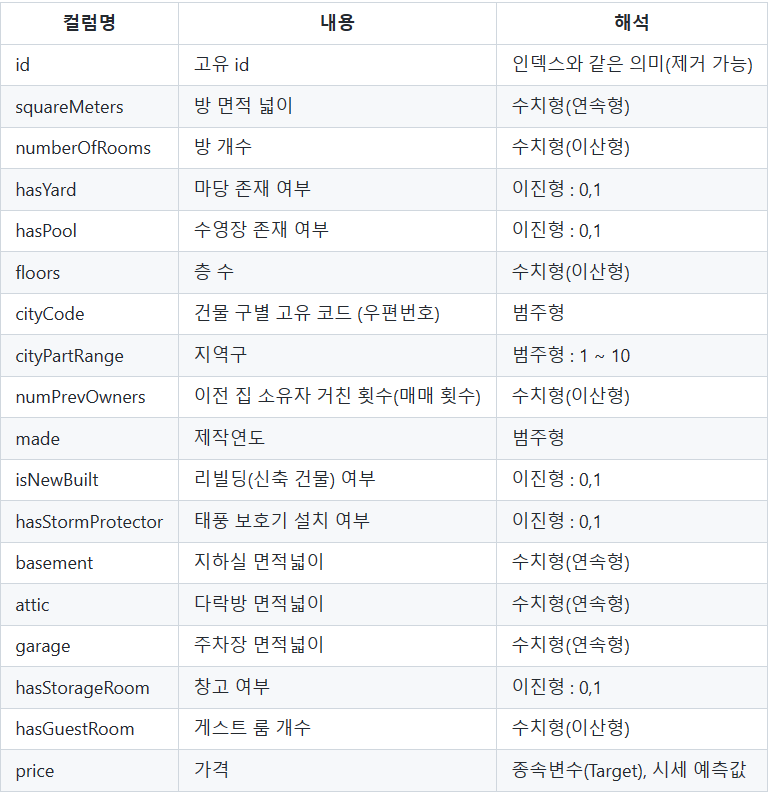 컬럼명 내용 해석
id 고유 id 인덱스와 같은 의미(제거 가능)
squareMeters 방 면적 넓이 수치형(연속형)
numberOfRooms 방 개수 수치형(이산형)
hasYard 마당 존재 여부 이진형 : 0,1
hasPool 수영장 존재 여부 이진형 : 0,1
floors 층 수 수치형(이산형)
cityCode 건물 구별 고유 코드 (우편번호) 범주형
cityPartRange 지역구 범주형 : 1 ~ 10
numPrevOwners 이전 집 소유자 거친 횟수(매매 횟수) 수치형(이산형)
made 제작연도 범주형
isNewBuilt 리빌딩(신축 건물) 여부 이진형 : 0,1
hasStormProtector 태풍 보호기 설치 여부 이진형 : 0,1
basement 지하실 면적넓이 수치형(연속형)
attic 다락방 면적넓이 수치형(연속형)
garage 주차장 면적넓이 수치형(연속형)
hasStorageRoom 창고 여부 이진형 : 0,1
hasGuestRoom 게스트 룸 개수 수치형(이산형)
price 가격 종속변수(Target), 시세 예측값